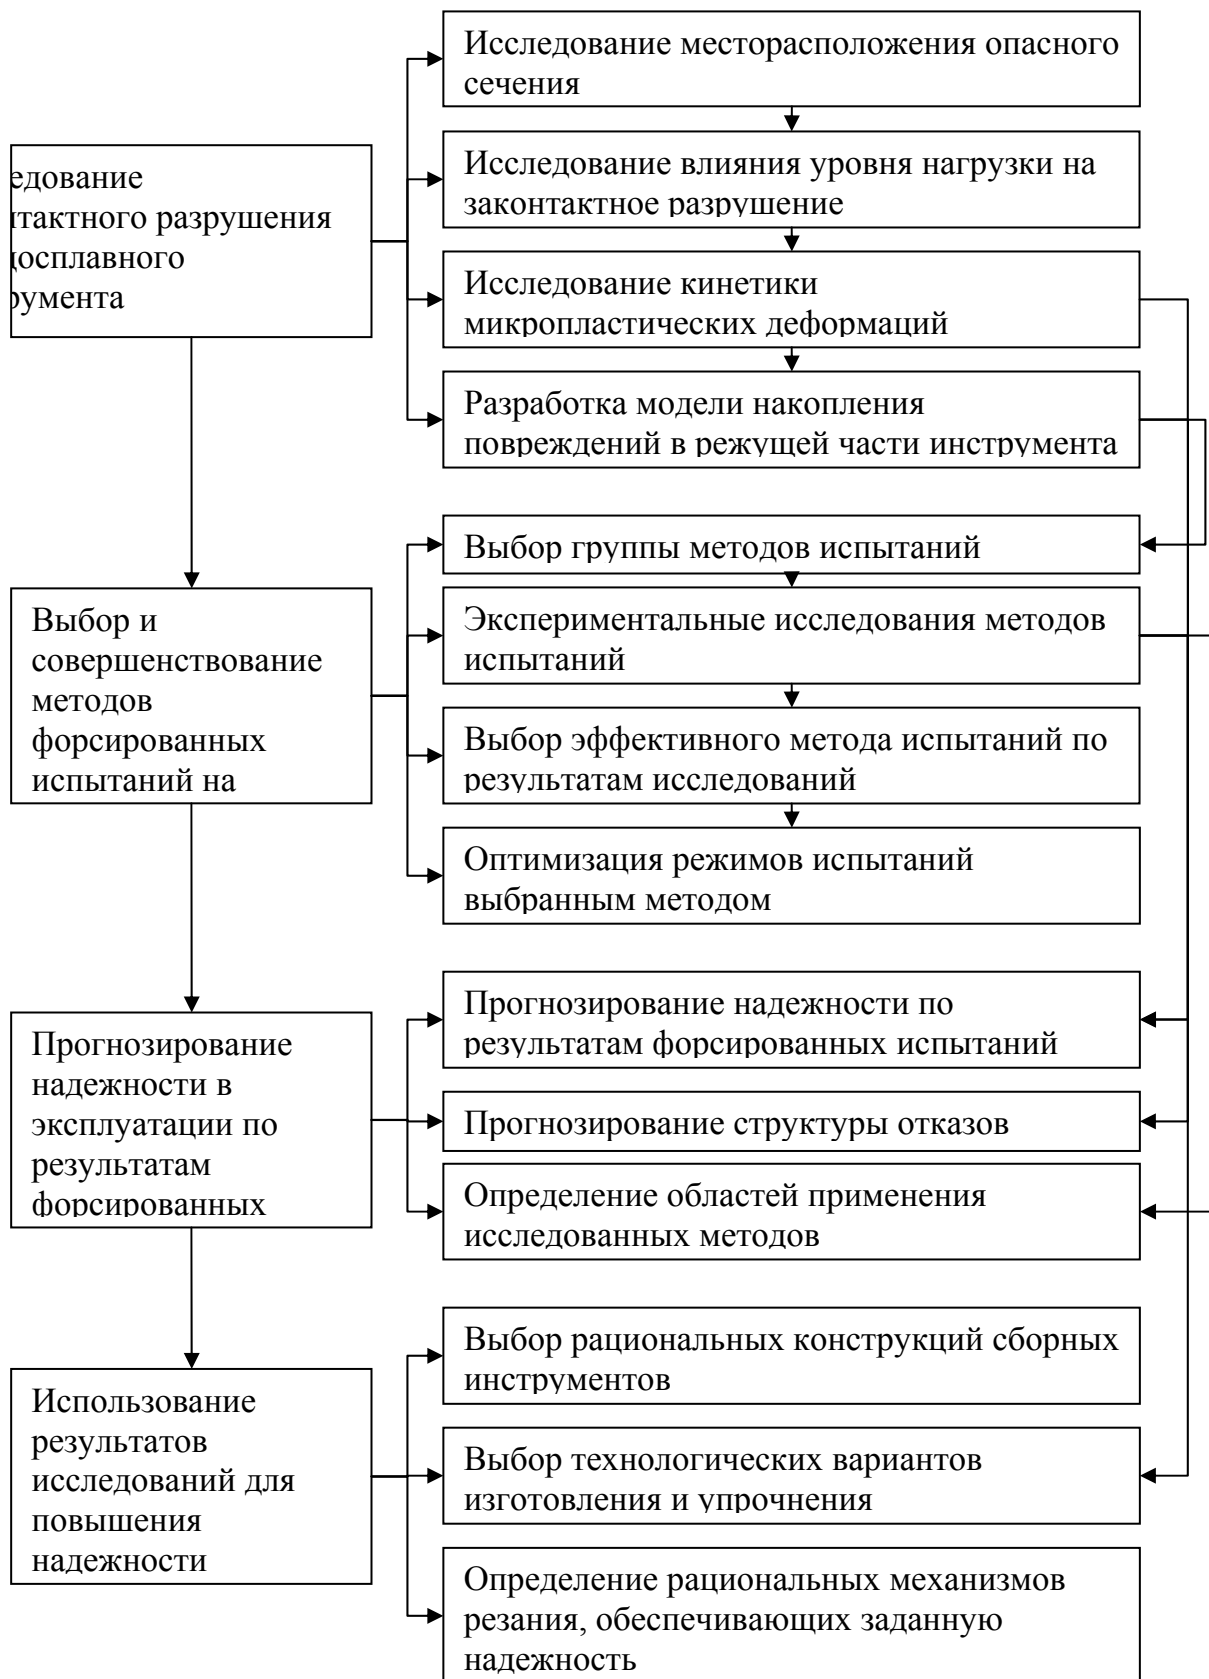 Исследование месторасположения опасного
сечения
Исследование влияния уровня нагрузки на
законтактное разрушение
едование
нтактного разрушения
досплавного
румента
Исследование кинетики
микропластических деформаций
Разработка модели накопления
повреждений в режущей части инструмента
Выбор группы методов испытаний
Выбор и
совершенствование
методов
форсированных
испытаний на
Экспериментальные исследования методов
испытаний
Выбор эффективного метода испытаний по
результатам исследований
Оптимизация режимов испытаний
выбранным методом
Прогнозирование
надежности в
эксплуатации по
результатам
форсированных
Прогнозирование надежности по
результатам форсированных испытаний
Прогнозирование структуры отказов
Определение областей применения
исследованных методов
Использование
результатов
исследований для
повышения
надежности
Выбор рациональных конструкций сборных
инструментов
Выбор технологических вариантов
изготовления и упрочнения
Определение рациональных механизмов
резания, обеспечивающих заданную
надежность